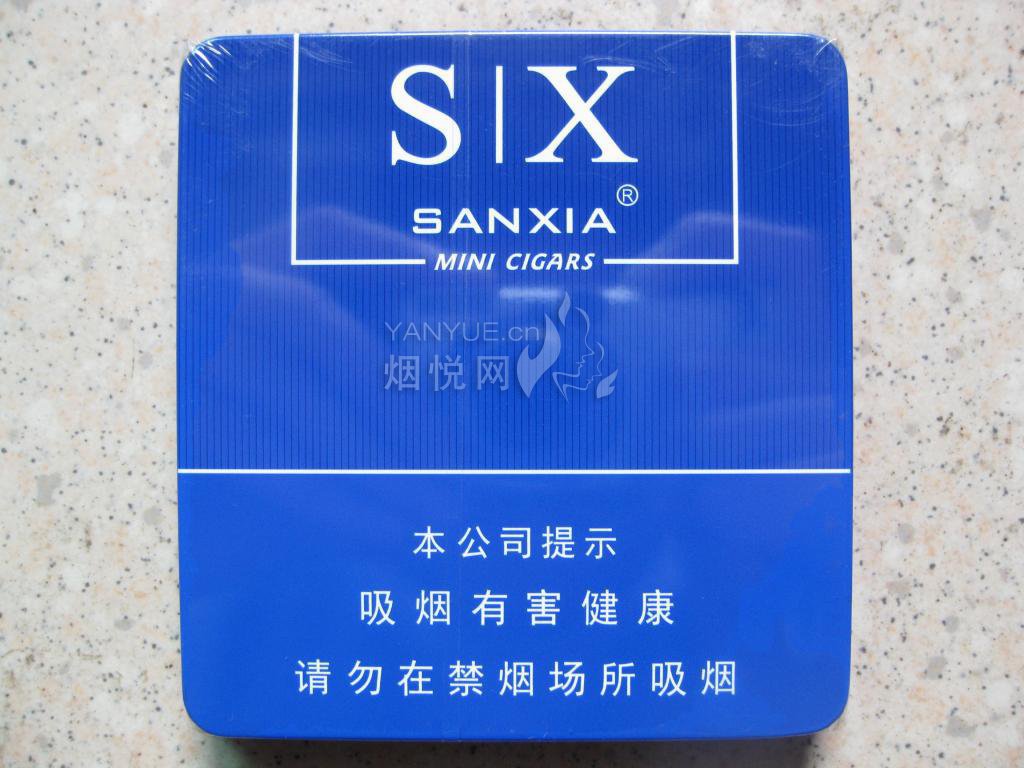 S|X
SANXIA®
MINI CIGARS
YANYUE.cn
烟悦网
本公司提示
吸烟有害健康
请勿在禁烟场所吸烟